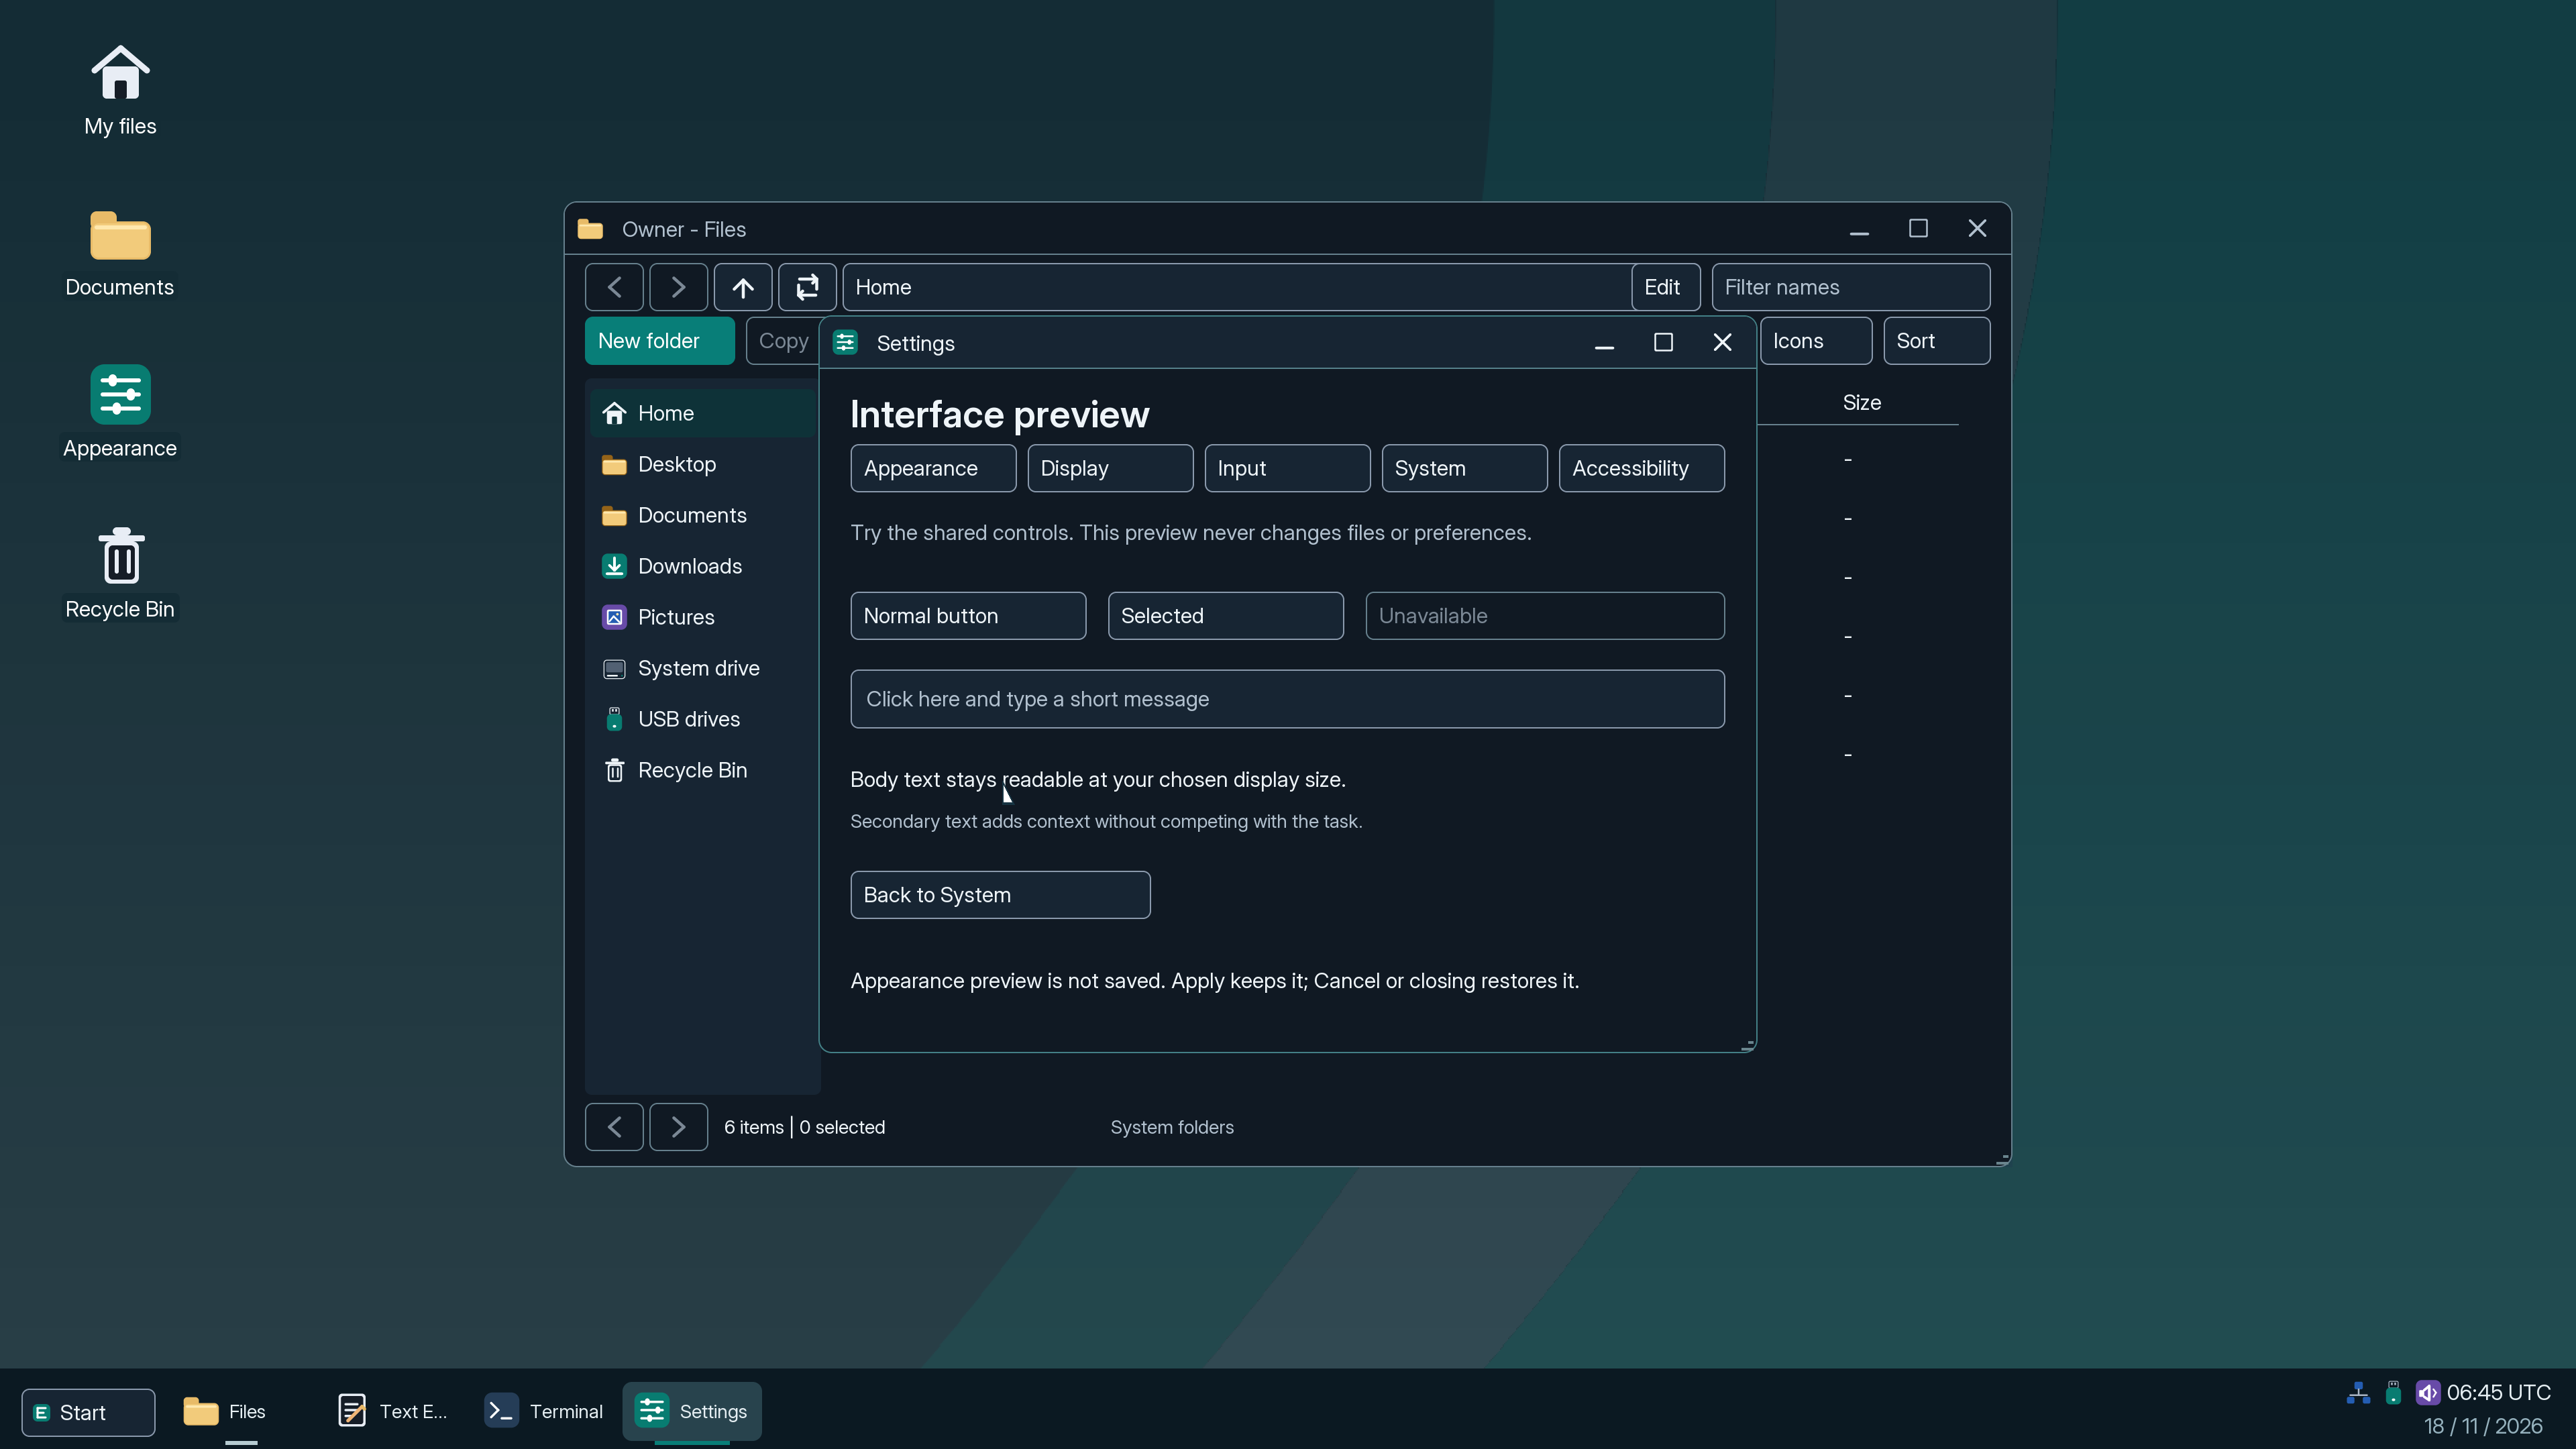 My files
Documents
Appearance
Recycle Bin
Owner - Files
Home
Edit
Filter names
New folder
Copy
Icons
Sort
Size
Home
Desktop
Documents
Downloads
Pictures
System drive
USB drives
Recycle Bin
-
-
-
-
-
-
Settings
Interface preview
Appearance
Display
Input
System
Accessibility
Try the shared controls. This preview never changes files or preferences.
Normal button
Selected
Unavailable
Click here and type a short message
Body text stays readable at your chosen display size.
Secondary text adds context without competing with the task.
Back to System
Appearance preview is not saved. Apply keeps it; Cancel or closing restores it.
6 items | 0 selected
System folders
E Start
Files
Text E...
Terminal
Settings
06:45 UTC
18 / 11 / 2026